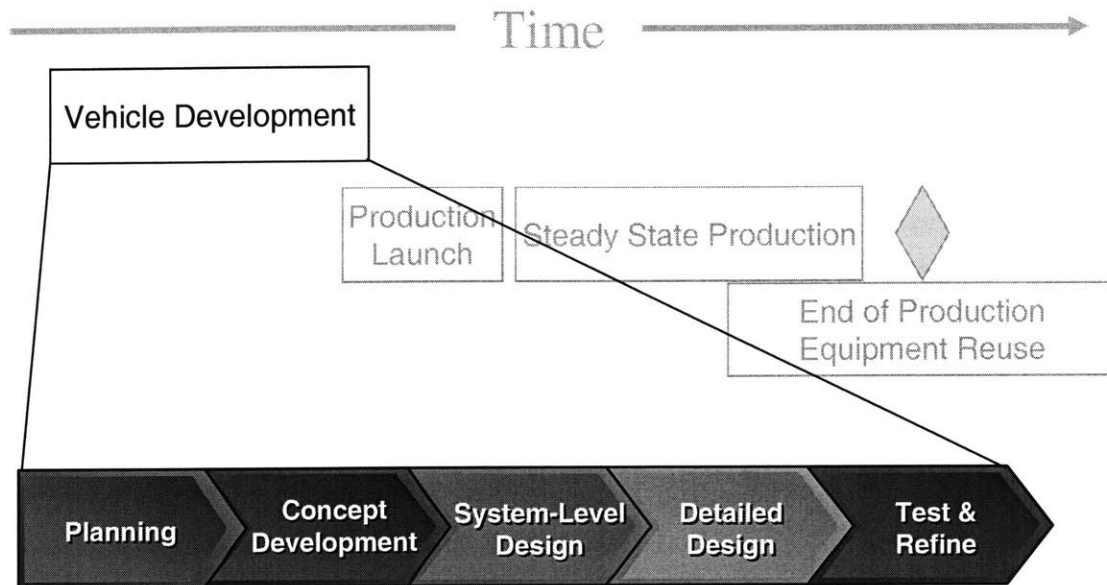 Time
Vehicle Development
Production
Launch
Steady State Production
End of Production
Equipment Reuse
Planning
Concept
Development
System-Level
Design
Detailed
Design
Test &
Refine